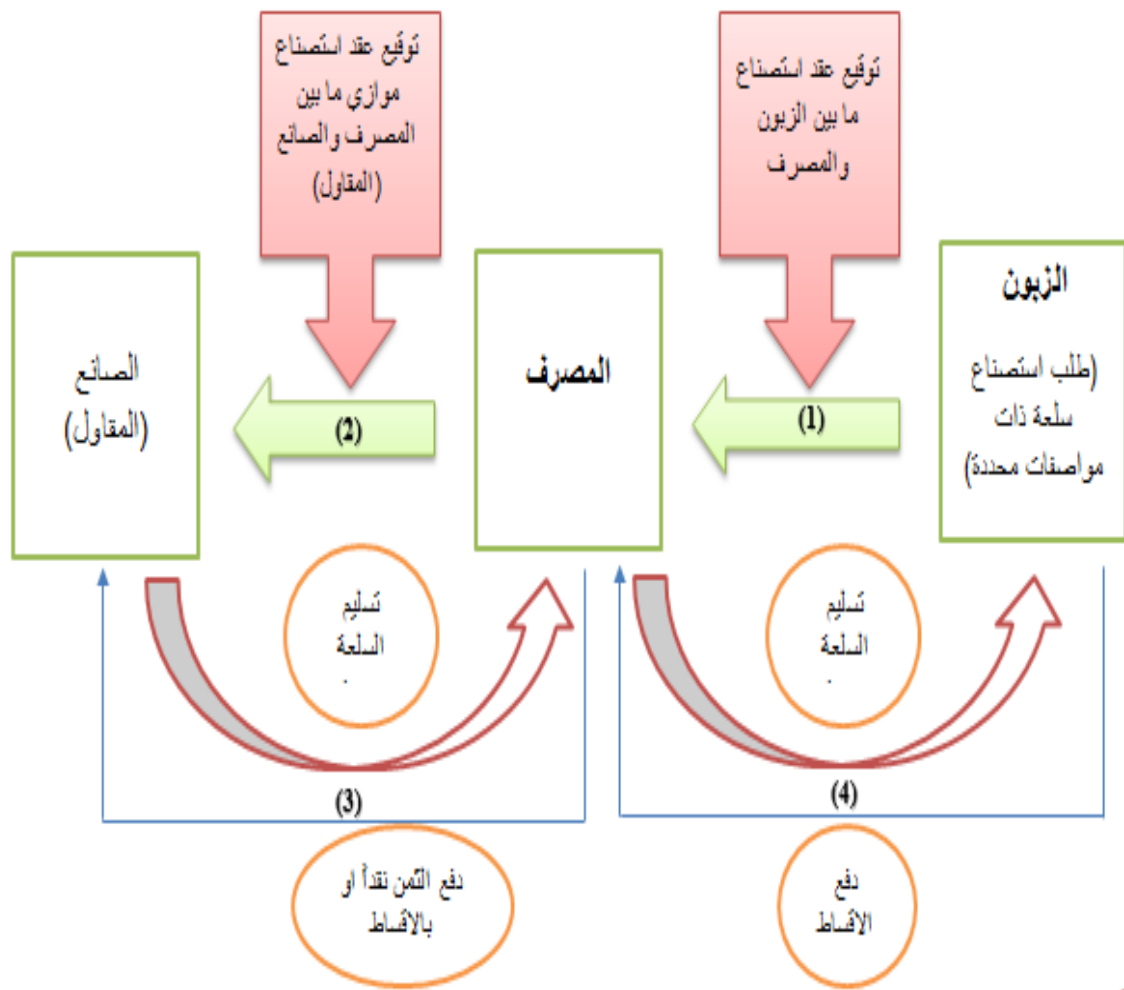 توقيع عقد استصناع
ما بين الزبون
والمصرف
توقيع عقد استصناع
موازي ما بين
المصرف والصانع
(المقاول)
الزبون
(طلب استصناع
سلعة ذات
مواصفات محددة)
(1)
المصرف
(2)
الصانع
(المقاول)
تسليم
السلعة
.
(4)
دفع
الاقساط
تسليم
السلعة
.
(3)
دفع الثمن نقداً او
بالاقساط